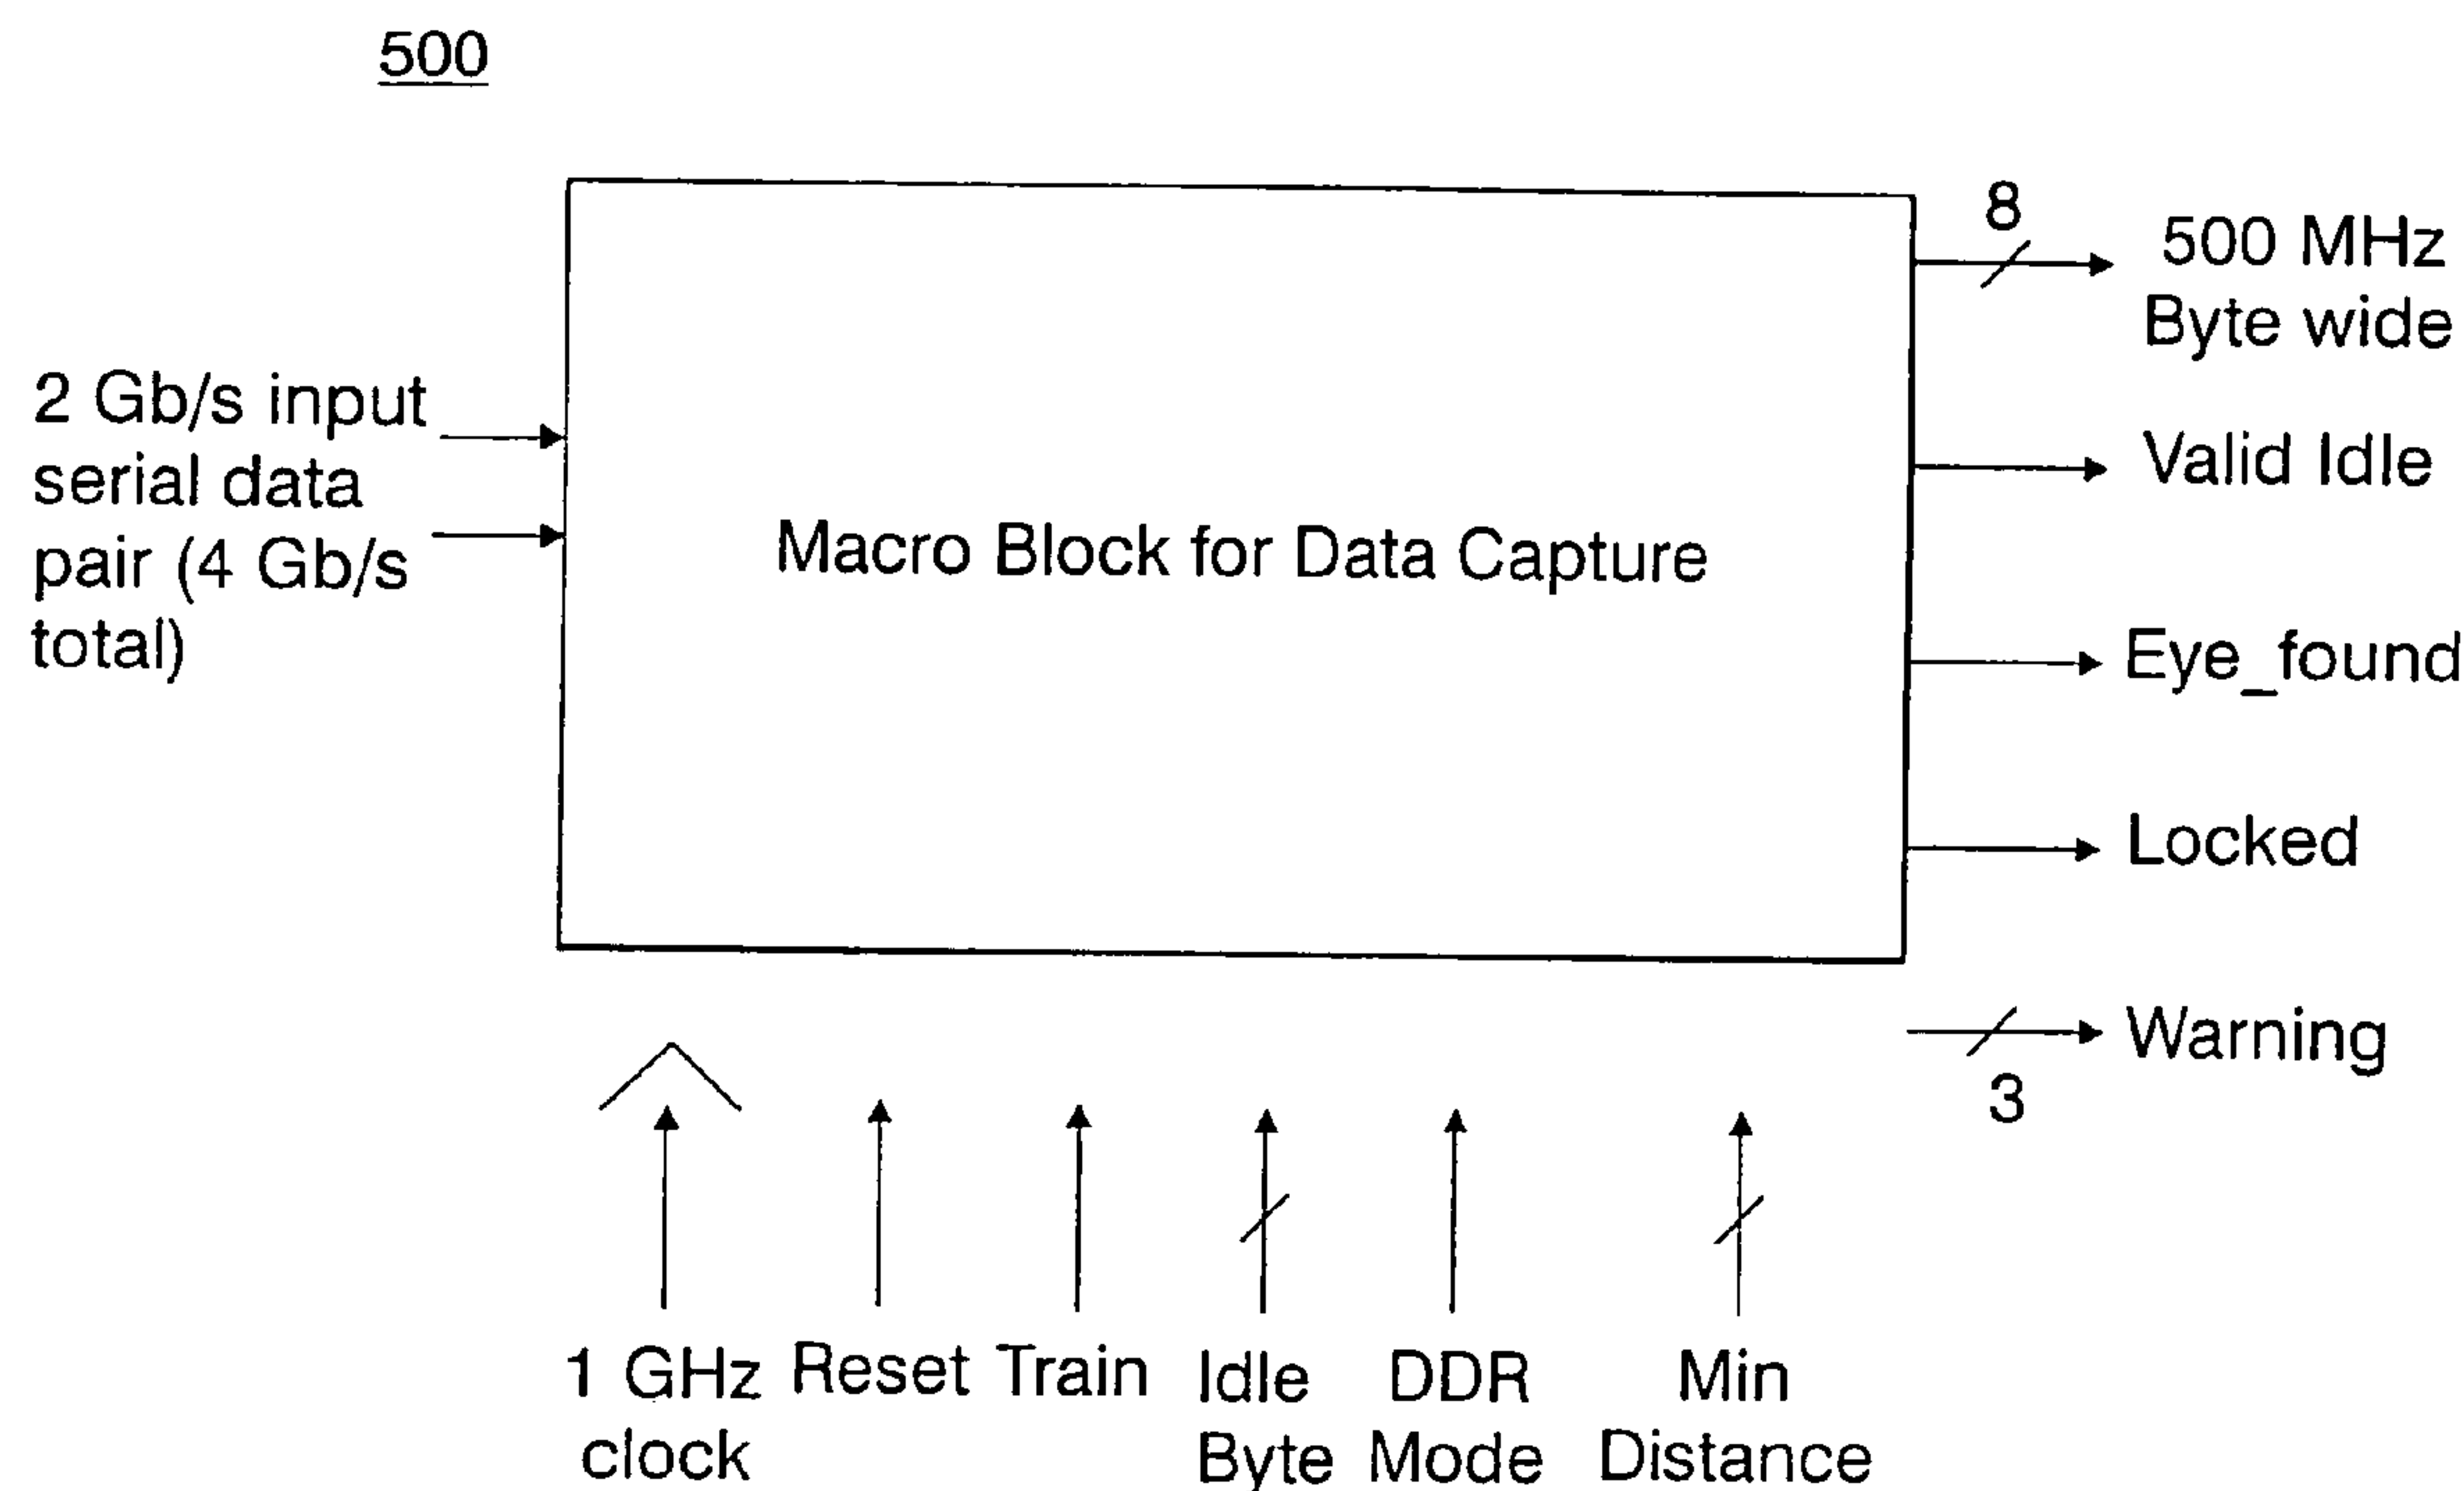 500
8
500 MHz
Byte wide
2 Gb/s input
serial data
pair (4 Gb/s
total)
Macro Block for Data Capture
Valid Idle
Eye_found
Locked
Warning
3
1 GHz
clock
Reset
Train
Idle
Byte
DDR
Mode
Min
Distance